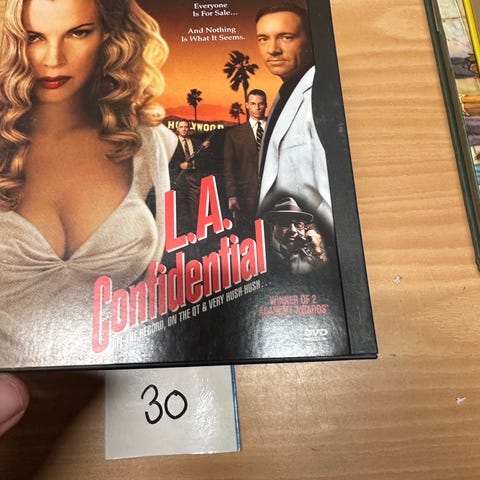 Everyone
Is For Sale...
And Nothing
Is What It Seems.
HOLLYWOOD
L.A.
Confidential
THE RECORD, ON THE QT & VERY HUSH-HUSH...
WINNER OF 2
ACADEMY AWARDS
DVD
30